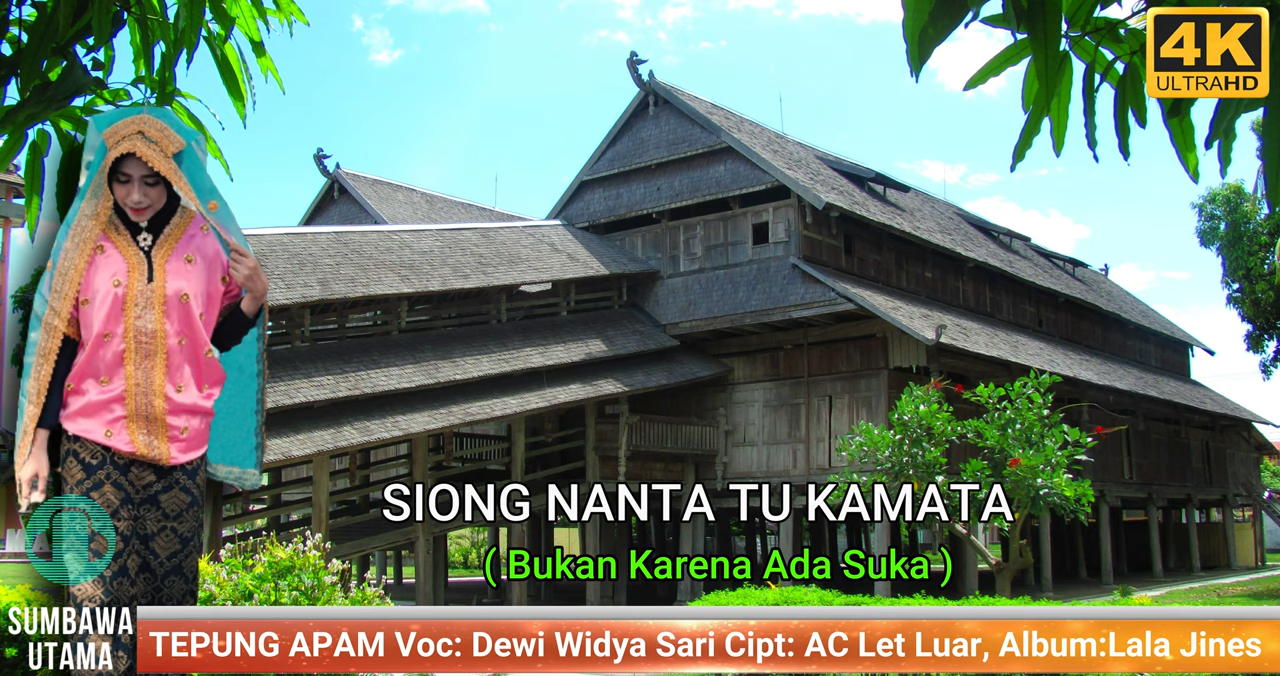 4K
ULTRAHD
SIONG NANTA TU KAMATA
( Bukan Karena Ada Suka )
SUMBAWA
UTAMA
TEPUNG APAM Voc: Dewi Widya Sari Cipt: AC Let Luar, Album:Lala Jines